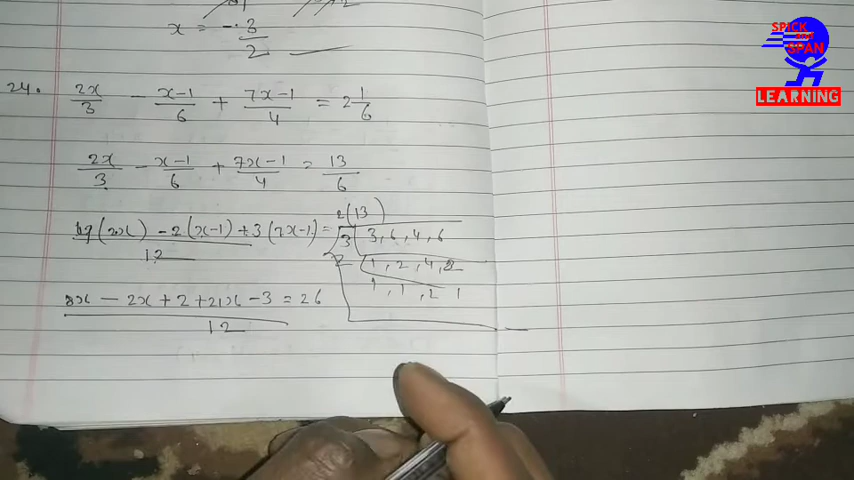 x = - 3/2
24. 2x/3 - x-1/6 + 7x-1/4 = 2 1/6
2x/3 - x-1/6 + 7x-1/4 = 13/6
(2x) - 2(x-1) + 3(7x-1) = 2(13)
12
3 3, 6, 4, 6
2 1, 2, 4, 2
1, 1, 2 1
8x - 2x + 2 + 21x - 3 = 26
12
SPICK
and
SPAN
LEARNING